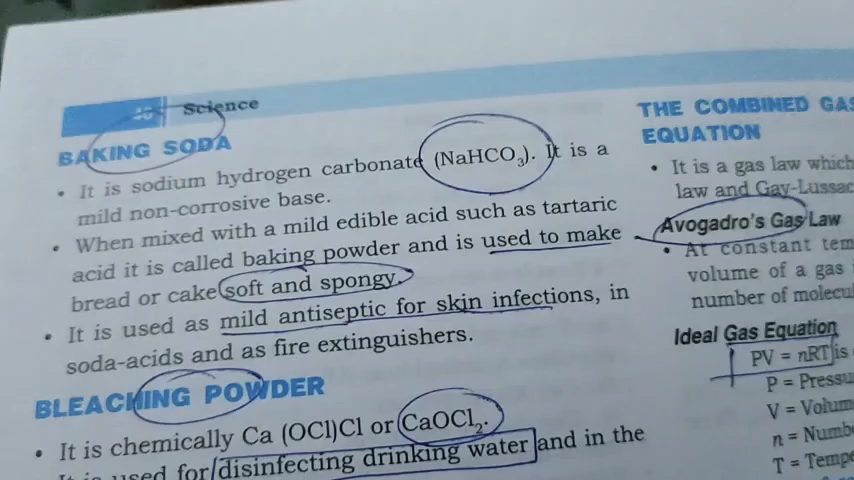 Science
BAKING SODA
• It is sodium hydrogen carbonate (NaHCO₃). It is a
mild non-corrosive base.
• When mixed with a mild edible acid such as tartaric
acid it is called baking powder and is used to make
bread or cake soft and spongy.
• It is used as mild antiseptic for skin infections, in
soda-acids and as fire extinguishers.
BLEACHING POWDER
• It is chemically Ca (OCl)Cl or CaOCl₂.
It is used for disinfecting drinking water and in the
THE COMBINED GAS
EQUATION
• It is a gas law which
law and Gay-Lussac
Avogadro's Gas Law
• At constant tem
volume of a gas
number of molecul
Ideal Gas Equation
PV = nRT is
P = Pressu
V = Volum
n = Numb
T = Tempe